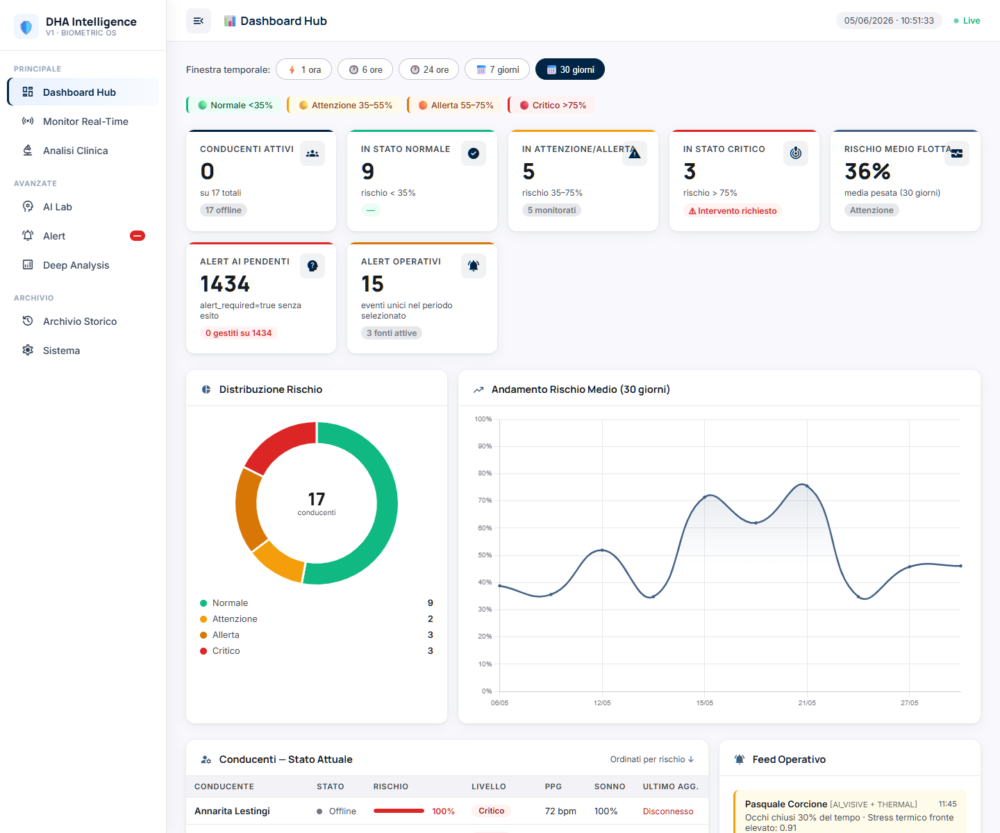 DHA Intelligence
V1 · BIOMETRIC OS
PRINCIPALE
Dashboard Hub
Monitor Real-Time
Analisi Clinica
AVANZATE
AI Lab
Alert
—
Deep Analysis
ARCHIVIO
Archivio Storico
Sistema
Dashboard Hub
05/06/2026 · 10:51:33
Live
Finestra temporale:
1 ora
6 ore
24 ore
7 giorni
30 giorni
Normale <35%
Attenzione 35–55%
Allerta 55–75%
Critico >75%
CONDUCENTI ATTIVI
0
su 17 totali
17 offline
IN STATO NORMALE
9
rischio < 35%
—
IN ATTENZIONE/ALLERTA
5
rischio 35–75%
5 monitorati
IN STATO CRITICO
3
rischio > 75%
⚠ Intervento richiesto
RISCHIO MEDIO FLOTTA
36%
media pesata (30 giorni)
Attenzione
ALERT AI PENDENTI
1434
alert_required=true senza
esito
0 gestiti su 1434
ALERT OPERATIVI
15
eventi unici nel periodo
selezionato
3 fonti attive
Distribuzione Rischio
17
conducenti
Normale 9
Attenzione 2
Allerta 3
Critico 3
Andamento Rischio Medio (30 giorni)
100%
90%
80%
70%
60%
50%
40%
30%
20%
10%
0%
06/05 12/05 15/05 21/05 27/05
Conducenti — Stato Attuale
Ordinati per rischio ↓
CONDUCENTE STATO RISCHIO LIVELLO PPG SONNO ULTIMO AGG.
Annarita Lestingi Offline 100% Critico 72 bpm 100% Disconnesso
Feed Operativo
Pasquale Corcione [AI_VISIVE + THERMAL] 11:45
Occhi chiusi 30% del tempo · Stress termico fronte
elevato: 0.91